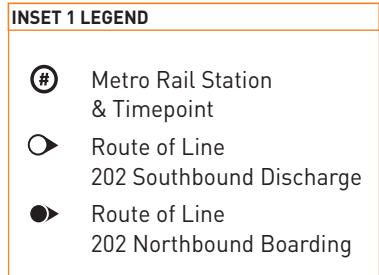 INSET 1 LEGEND
# Metro Rail Station
& Timepoint
Route of Line
202 Southbound Discharge
Route of Line
202 Northbound Boarding